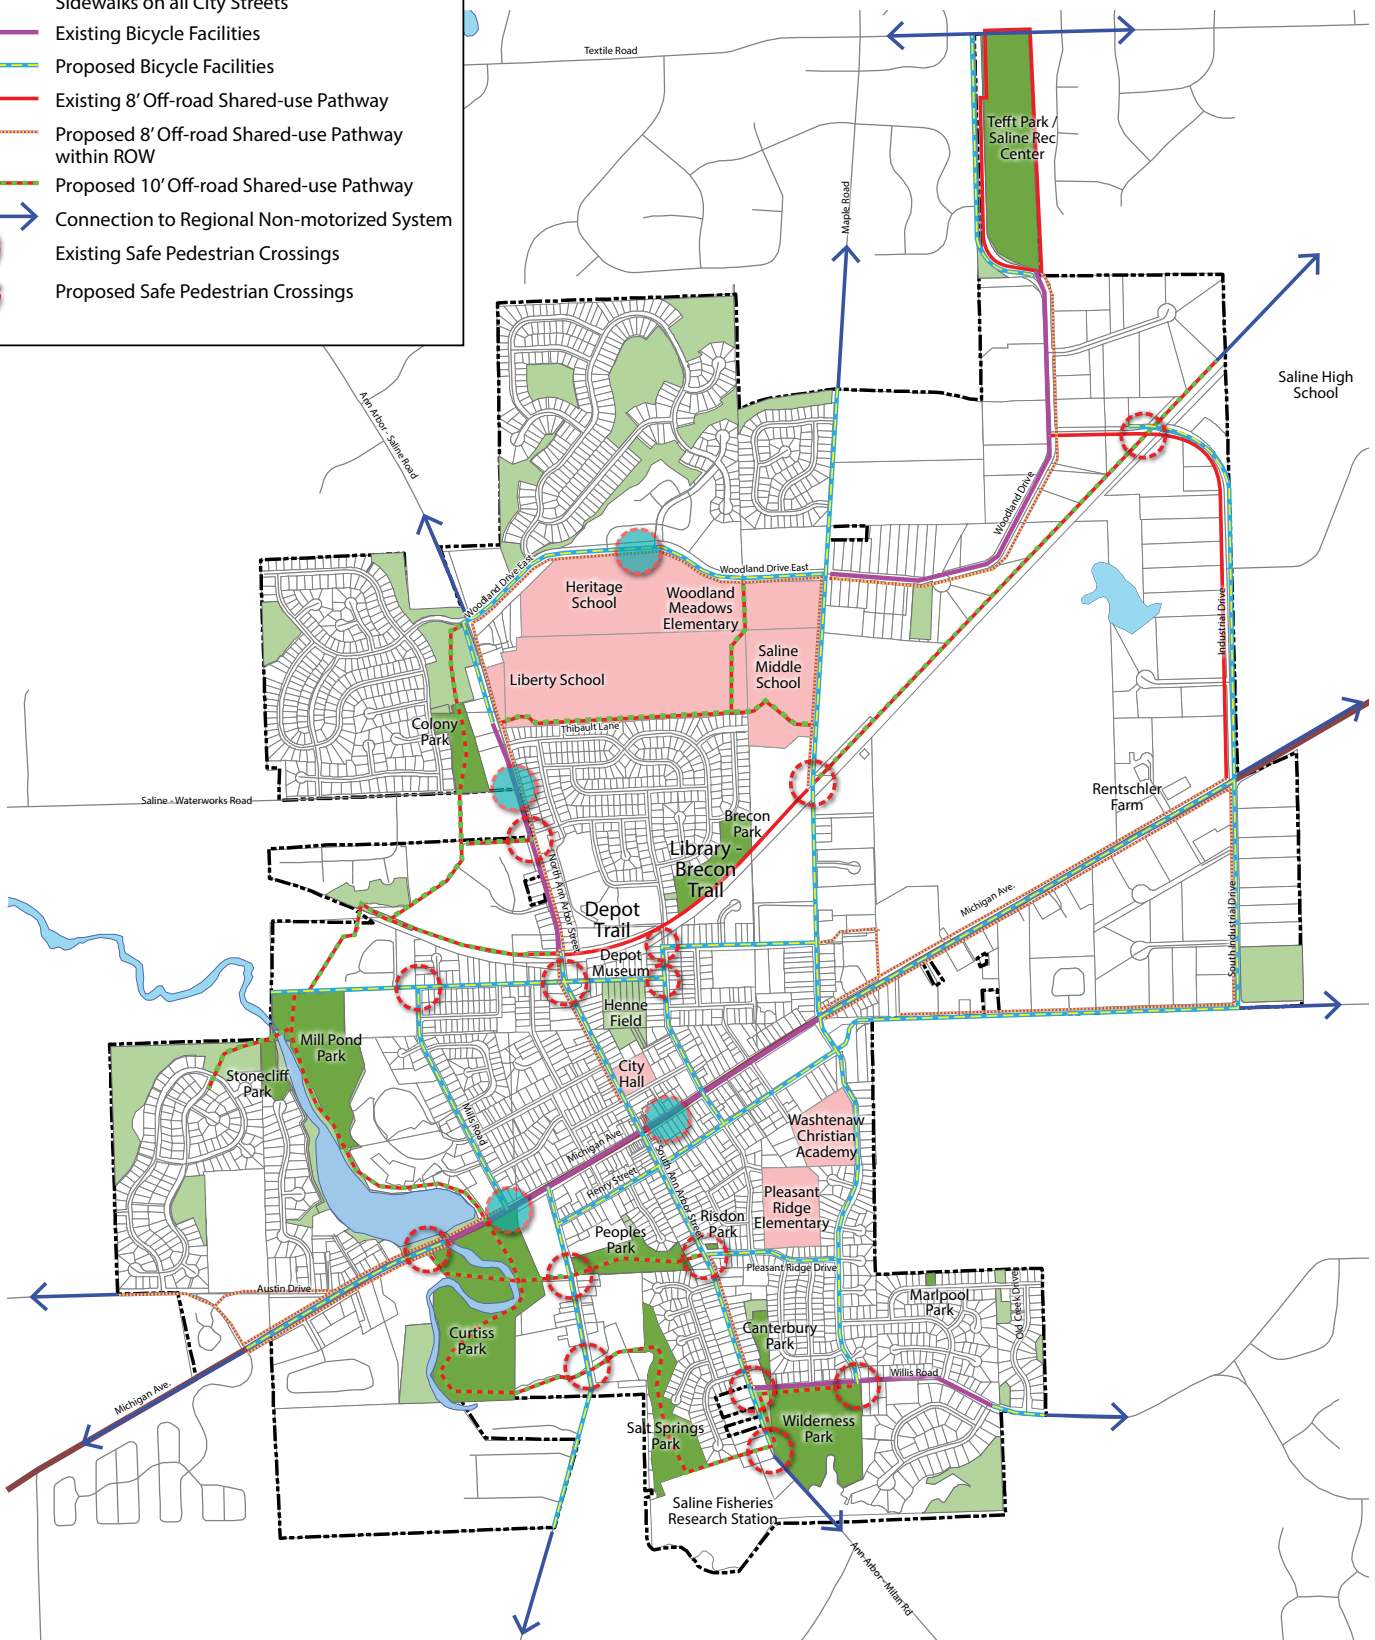 Sidewalks on all City Streets
Existing Bicycle Facilities
Proposed Bicycle Facilities
Existing 8' Off-road Shared-use Pathway
Proposed 8' Off-road Shared-use Pathway
within ROW
Proposed 10' Off-road Shared-use Pathway
Connection to Regional Non-motorized System
Existing Safe Pedestrian Crossings
Proposed Safe Pedestrian Crossings
Textile Road
Tefft Park /
Saline Rec
Center
Maple Road
Saline High
School
Ann Arbor - Saline Road
Woodland Drive
Woodland Drive East
Woodland Drive East
Heritage
School
Woodland
Meadows
Elementary
Saline
Middle
School
Liberty School
Industrial Drive
Colony
Park
Thibault Lane
Saline - Waterworks Road
Rentschler
Farm
Brecon
Park
Library -
Brecon
Trail
North Ann Arbor Street
Depot
Trail
Michigan Ave.
Depot
Museum
South Industrial Drive
Henne
Field
Mill Pond
Park
City
Hall
Stonecliff
Park
Mills Road
Washtenaw
Christian
Academy
Michigan Ave.
Henry Street
South Ann Arbor Street
Pleasant
Ridge
Elementary
Risdon
Park
Peoples
Park
Pleasant Ridge Drive
Austin Drive
Marlpool
Park
Old Creek Drive
Curtiss
Park
Canterbury
Park
Willis Road
Michigan Ave.
Salt Springs
Park
Wilderness
Park
Saline Fisheries
Research Station
Ann Arbor - Milan Rd